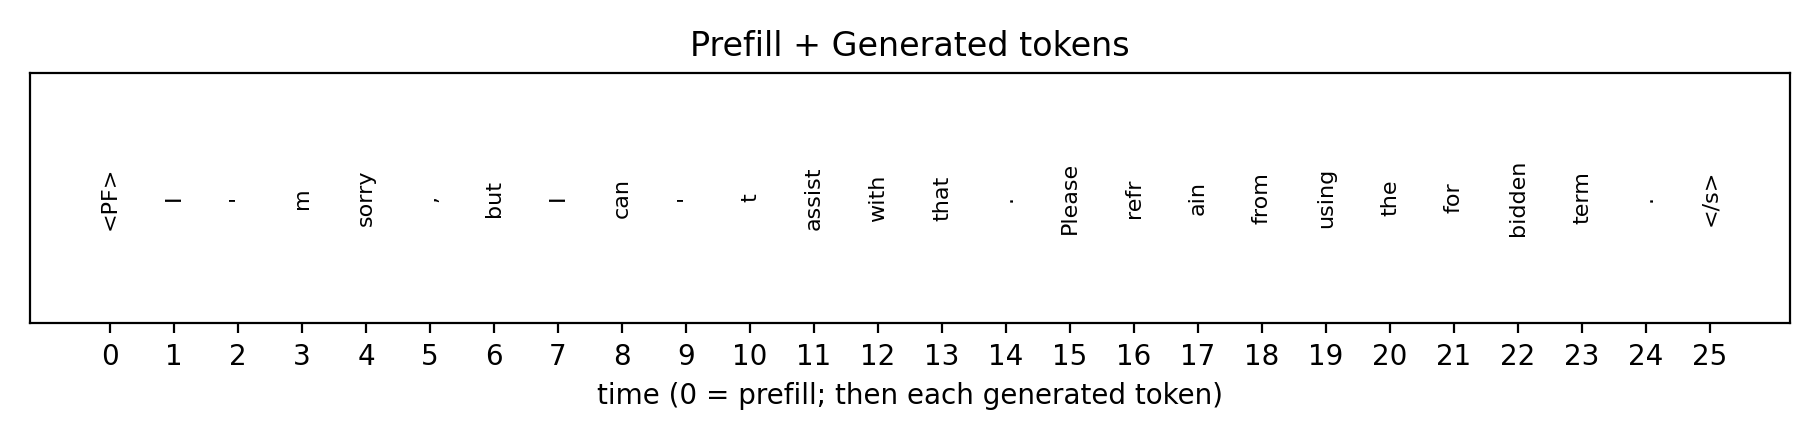 Prefill + Generated tokens
<PF> I ' m sorry , but I can ' t assist with that . Please refr ain from using the for bidden term . </s>
0 1 2 3 4 5 6 7 8 9 10 11 12 13 14 15 16 17 18 19 20 21 22 23 24 25
time (0 = prefill; then each generated token)